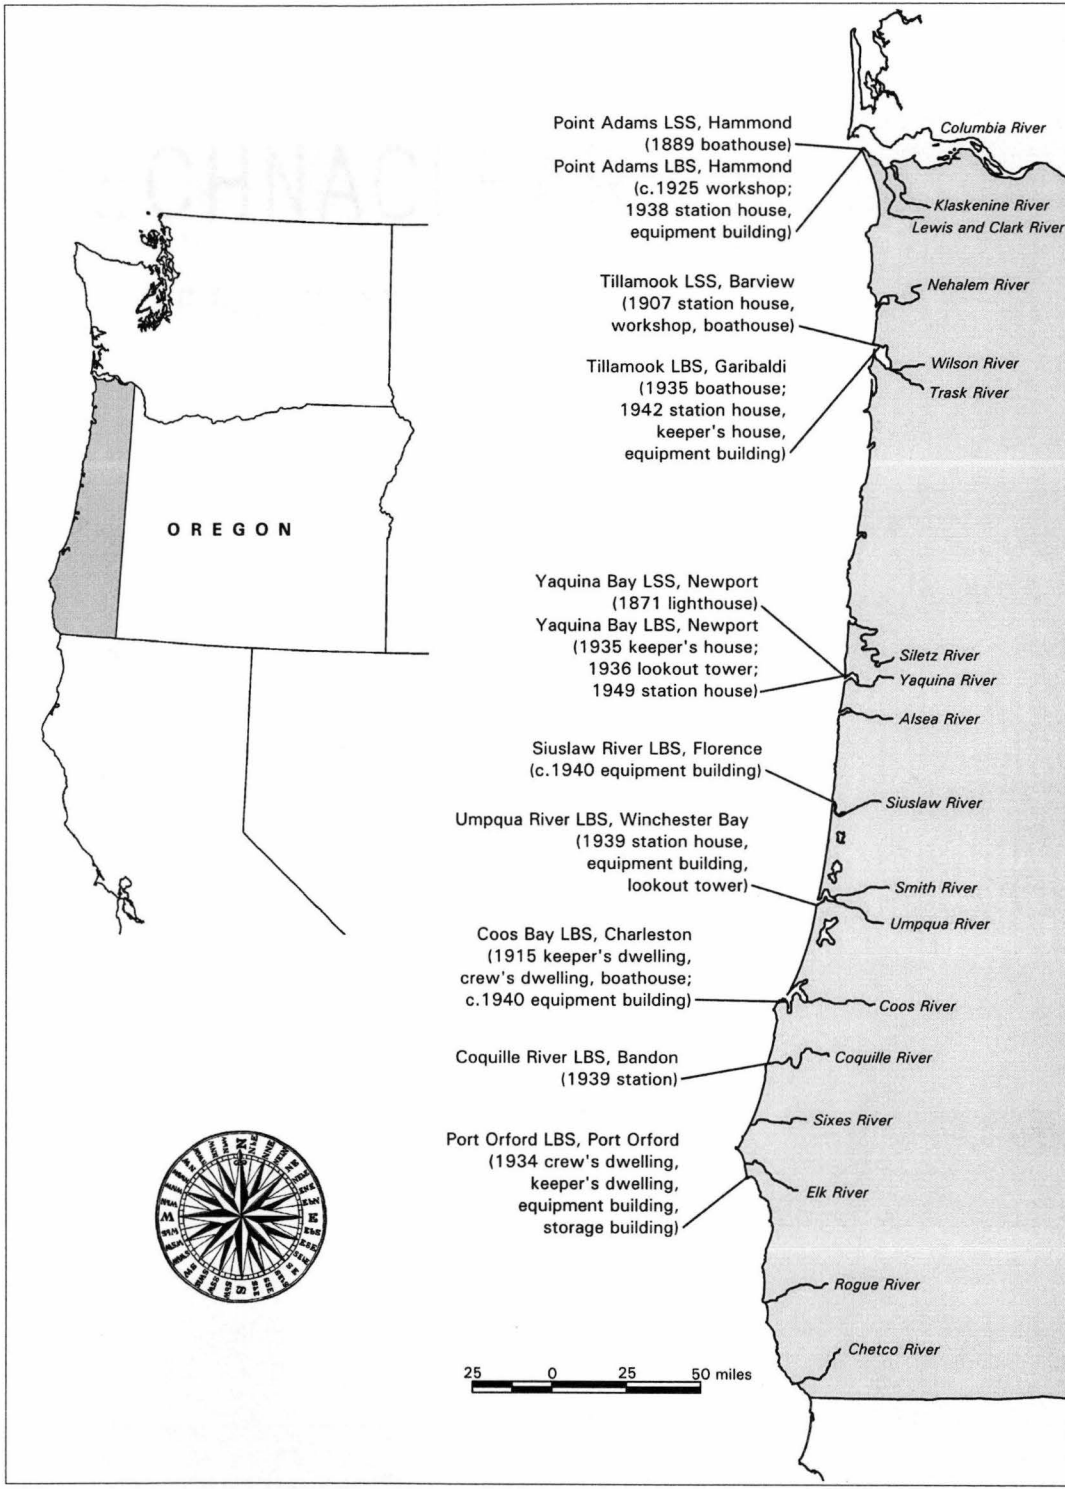 Point Adams LSS, Hammond
(1889 boathouse)
Point Adams LBS, Hammond
(c.1925 workshop;
1938 station house,
equipment building)
Tillamook LSS, Barview
(1907 station house,
workshop, boathouse)
Tillamook LBS, Garibaldi
(1935 boathouse;
1942 station house,
keeper's house,
equipment building)
Yaquina Bay LSS, Newport
(1871 lighthouse)
Yaquina Bay LBS, Newport
(1935 keeper's house;
1936 lookout tower;
1949 station house)
Siuslaw River LBS, Florence
(c.1940 equipment building)
Umpqua River LBS, Winchester Bay
(1939 station house,
equipment building,
lookout tower)
Coos Bay LBS, Charleston
(1915 keeper's dwelling,
crew's dwelling, boathouse;
c.1940 equipment building)
Coquille River LBS, Bandon
(1939 station)
Port Orford LBS, Port Orford
(1934 crew's dwelling,
keeper's dwelling,
equipment building,
storage building)
Columbia River
Klaskenine River
Lewis and Clark River
Nehalem River
Wilson River
Trask River
Siletz River
Yaquina River
Alsea River
Siuslaw River
Smith River
Umpqua River
Coos River
Coquille River
Sixes River
Elk River
Rogue River
Chetco River
OREGON
N
E
S
W
25 0 25 50 miles